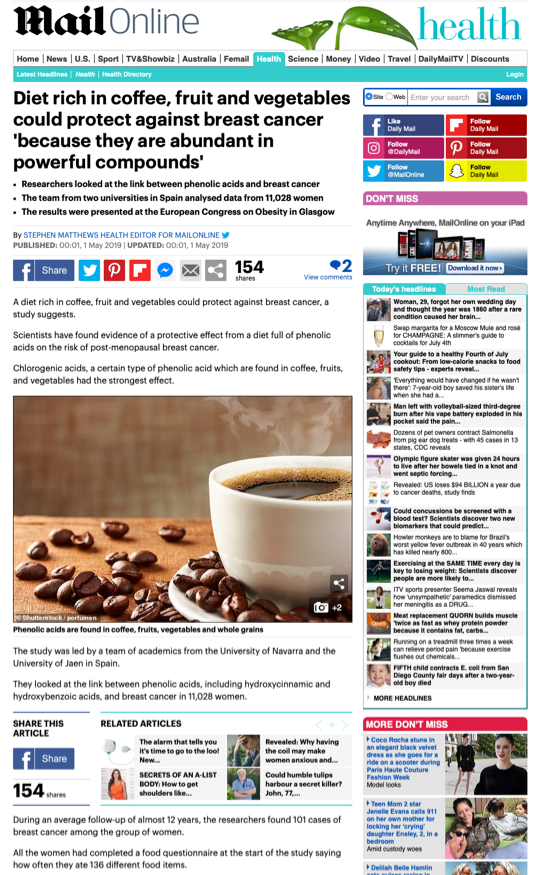 Mail Online
health
Home News U.S. Sport TV&Showbiz Australia Femail Health Science Money Video Travel DailyMailTV Discounts
Latest Headlines Health Health Directory Login
Diet rich in coffee, fruit and vegetables
could protect against breast cancer
'because they are abundant in
powerful compounds'
• Researchers looked at the link between phenolic acids and breast cancer
• The team from two universities in Spain analysed data from 11,028 women
• The results were presented at the European Congress on Obesity in Glasgow
By STEPHEN MATTHEWS HEALTH EDITOR FOR MAILONLINE
PUBLISHED: 00:01, 1 May 2019 | UPDATED: 00:01, 1 May 2019
Share
154
shares
2
View comments
A diet rich in coffee, fruit and vegetables could protect against breast cancer, a
study suggests.
Scientists have found evidence of a protective effect from a diet full of phenolic
acids on the risk of post-menopausal breast cancer.
Chlorogenic acids, a certain type of phenolic acid which are found in coffee, fruits,
and vegetables had the strongest effect.
© Shutterstock / portumen
+2
Phenolic acids are found in coffee, fruits, vegetables and whole grains
The study was led by a team of academics from the University of Navarra and the
University of Jaen in Spain.
They looked at the link between phenolic acids, including hydroxycinnamic and
hydroxybenzoic acids, and breast cancer in 11,028 women.
SHARE THIS
ARTICLE
Share
154 shares
RELATED ARTICLES
The alarm that tells you
it's time to go to the loo!
New...
Revealed: Why having
the coil may make
women anxious and...
SECRETS OF AN A-LIST
BODY: How to get
shoulders like...
Could humble tulips
harbour a secret killer?
John, 77,...
During an average follow-up of almost 12 years, the researchers found 101 cases of
breast cancer among the group of women.
All the women had completed a food questionnaire at the start of the study saying
how often they ate 136 different food items.
Site Web Enter your search Search
Like
Daily Mail
Follow
Daily Mail
Follow
@DailyMail
Follow
Daily Mail
Follow
@MailOnline
Follow
Daily Mail
DON'T MISS
Anytime Anywhere, MailOnline on your iPad
Try it FREE! Download it now
Today's headlines Most Read
Woman, 29, forgot her own wedding day
and thought the year was 1860 after a rare
condition caused her brain...
Swap margarita for a Moscow Mule and rosé
for CHAMPAGNE: A slimmer's guide to
cocktails for July 4th
Your guide to a healthy Fourth of July
cookout: From low-calorie snacks to food
safety tips - experts reveal...
'Everything would have changed if he wasn't
there': 7-year-old boy saved his sister's life
when she had a...
Man left with volleyball-sized third-degree
burn after his vape battery exploded in his
pocket said the pain...
Dozens of pet owners contract Salmonella
from pig ear dog treats - with 45 cases in 13
states, CDC reveals
Olympic figure skater was given 24 hours
to live after her bowels tied in a knot and
went septic forcing...
Revealed: US loses $94 BILLION a year due
to cancer deaths, study finds
Could concussions be screened with a
blood test? Scientists discover two new
biomarkers that could predict...
Howler monkeys are to blame for Brazil's
worst yellow fever outbreak in 40 years which
has killed nearly 800...
Exercising at the SAME TIME every day is
key to losing weight: Scientists discover
people are more likely to...
ITV sports presenter Seema Jaswal reveals
how 'unsympathetic' paramedics dismissed
her meningitis as a DRUG...
Meat replacement QUORN builds muscle
'twice as fast as whey protein powder
because it contains fat, carbs...
Running on a treadmill three times a week
can relieve period pain 'because exercise
flushes out chemicals...
FIFTH child contracts E. coli from San
Diego County fair days after a two-year-
old boy died
MORE HEADLINES
MORE DON'T MISS
Coco Rocha stuns in
an elegant black velvet
dress as she goes for a
ride on a scooter during
Paris Haute Couture
Fashion Week
Model looks
Teen Mom 2 star
Jenelle Evans calls 911
on her own mother for
locking her 'crying'
daughter Ensley, 2, in a
bedroom
Amid custody woes
Delilah Belle Hamlin